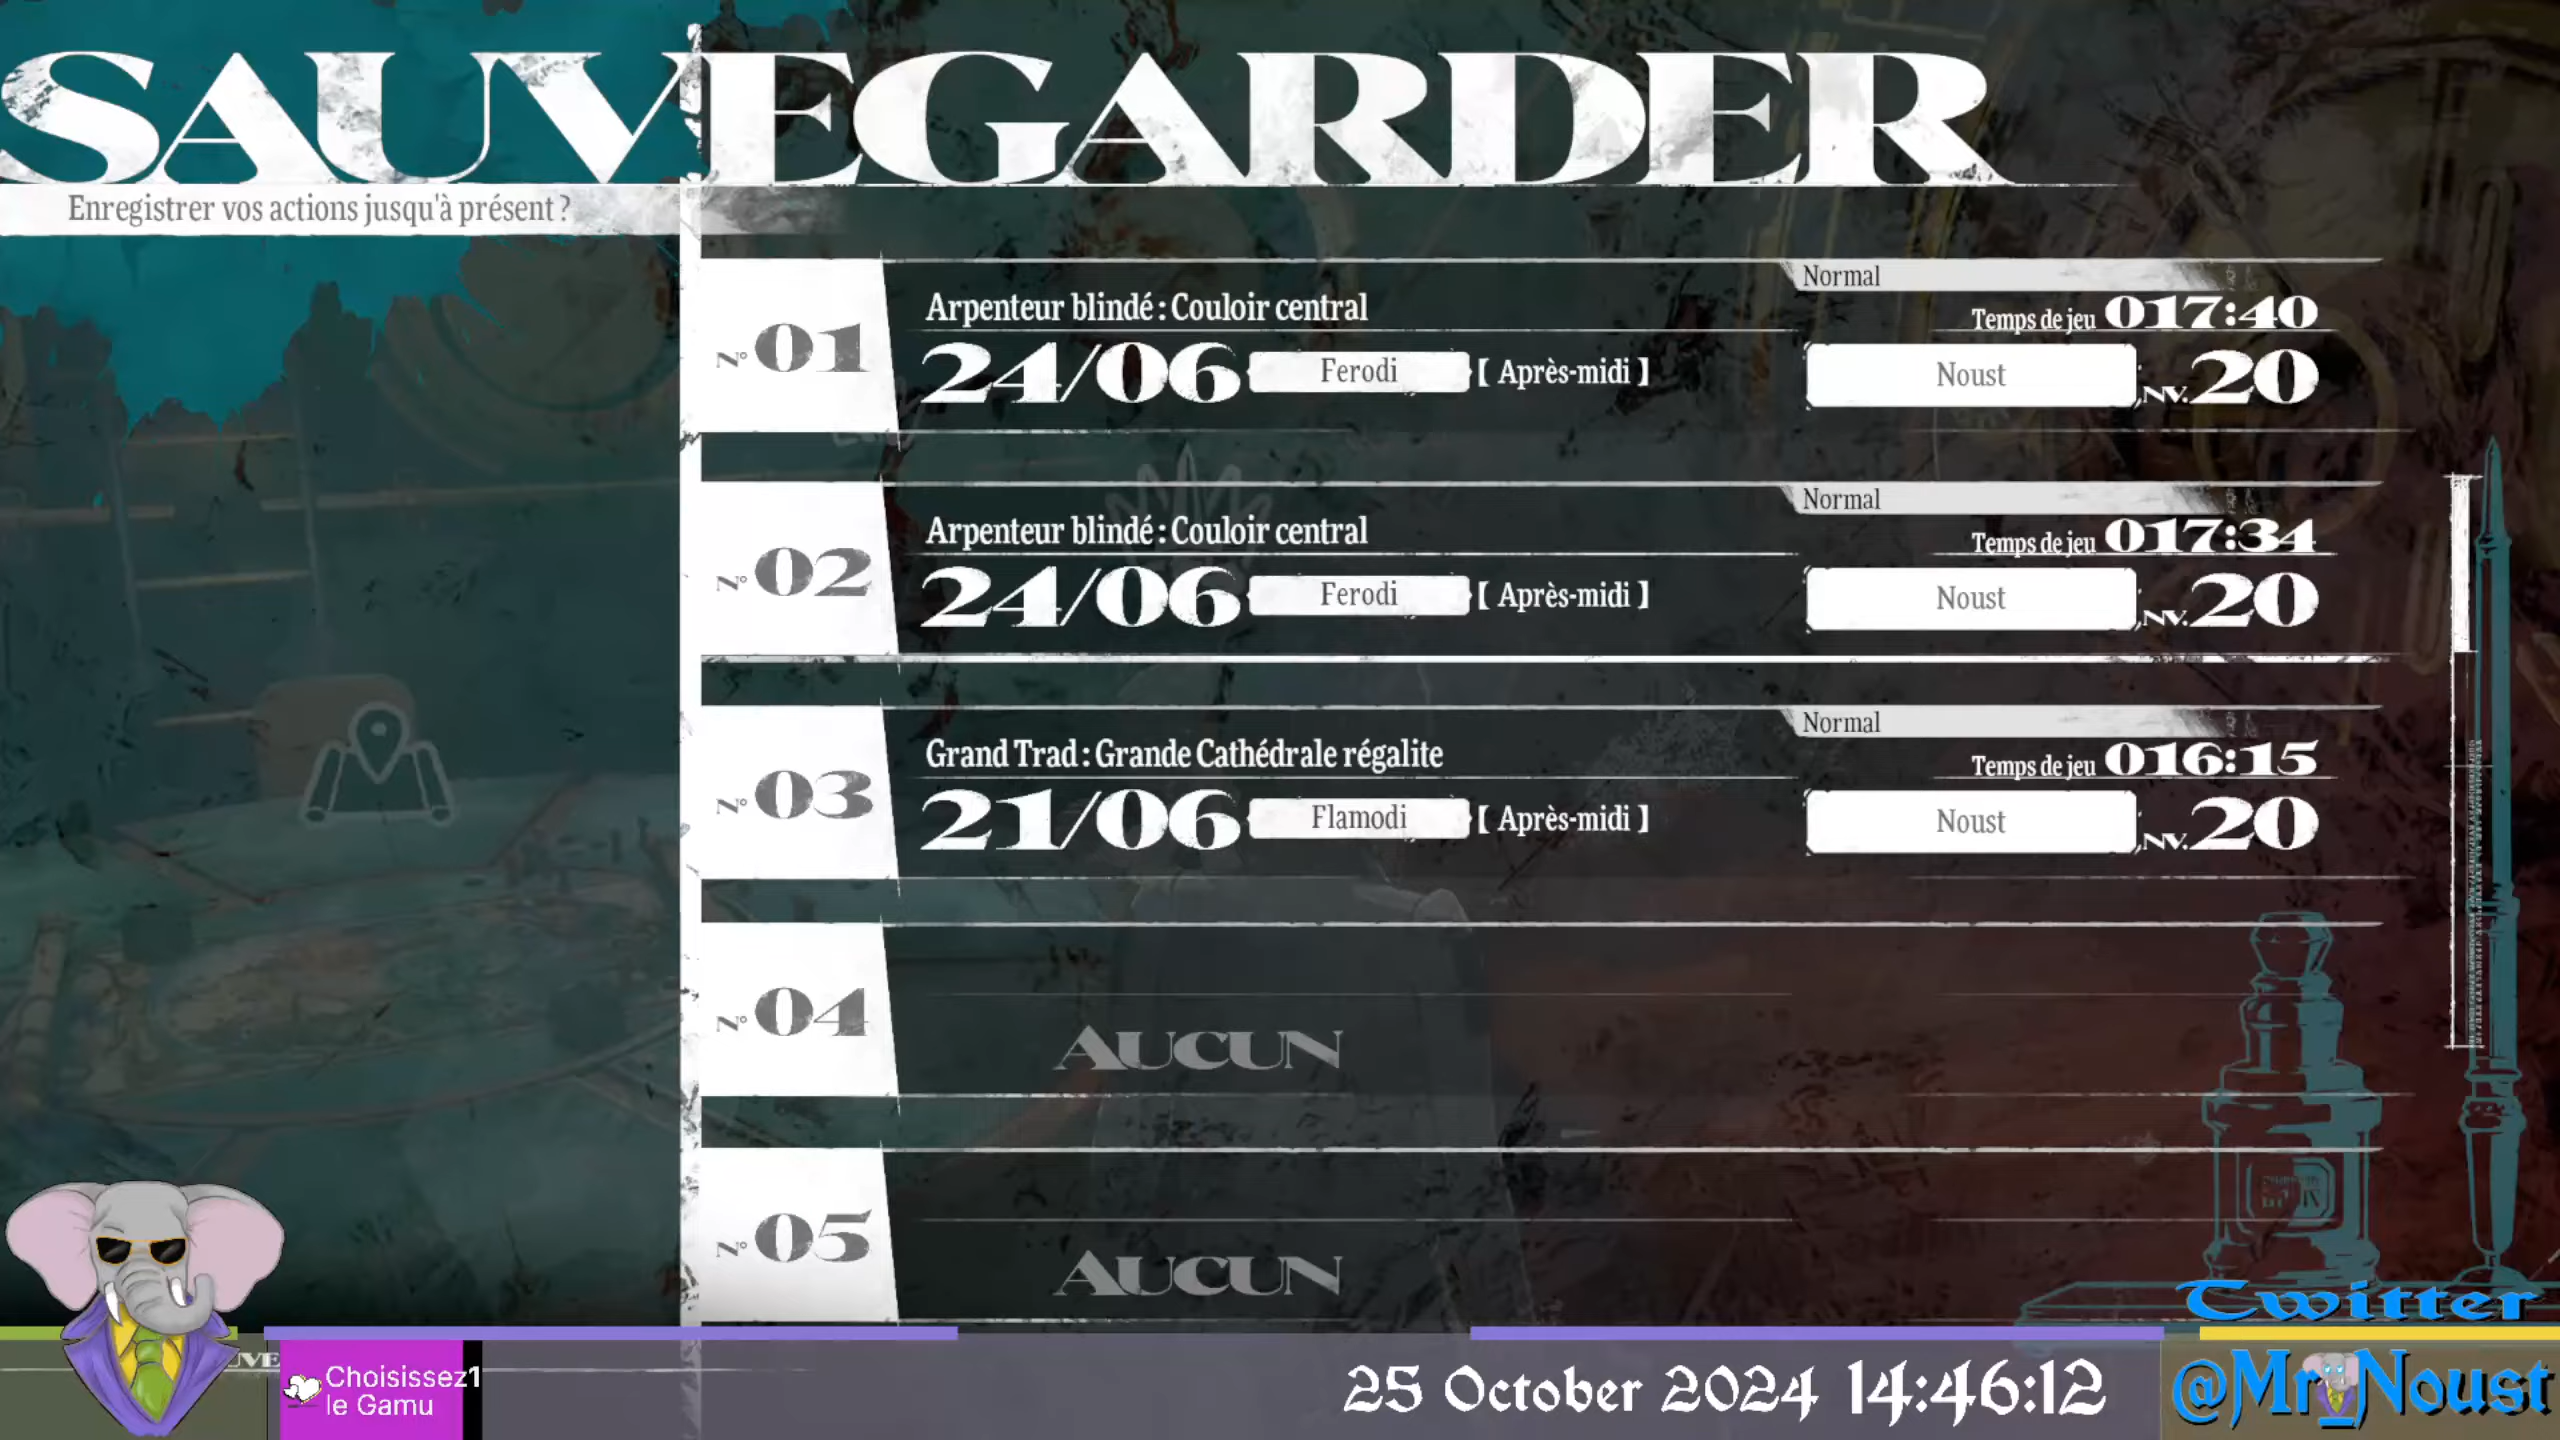 SAUVEGARDER
Enregistrer vos actions jusqu'à présent ?
N° 01
Arpenteur blindé : Couloir central
Normal
Temps de jeu 017:40
24/06 Ferodi [ Après-midi ]
Noust NV. 20
N° 02
Arpenteur blindé : Couloir central
Normal
Temps de jeu 017:34
24/06 Ferodi [ Après-midi ]
Noust NV. 20
N° 03
Grand Trad : Grande Cathédrale régalite
Normal
Temps de jeu 016:15
21/06 Flamodi [ Après-midi ]
Noust NV. 20
N° 04
AUCUN
N° 05
AUCUN
Choisissez1
le Gamu
25 October 2024 14:46:12
Twitter
@Mr_Noust